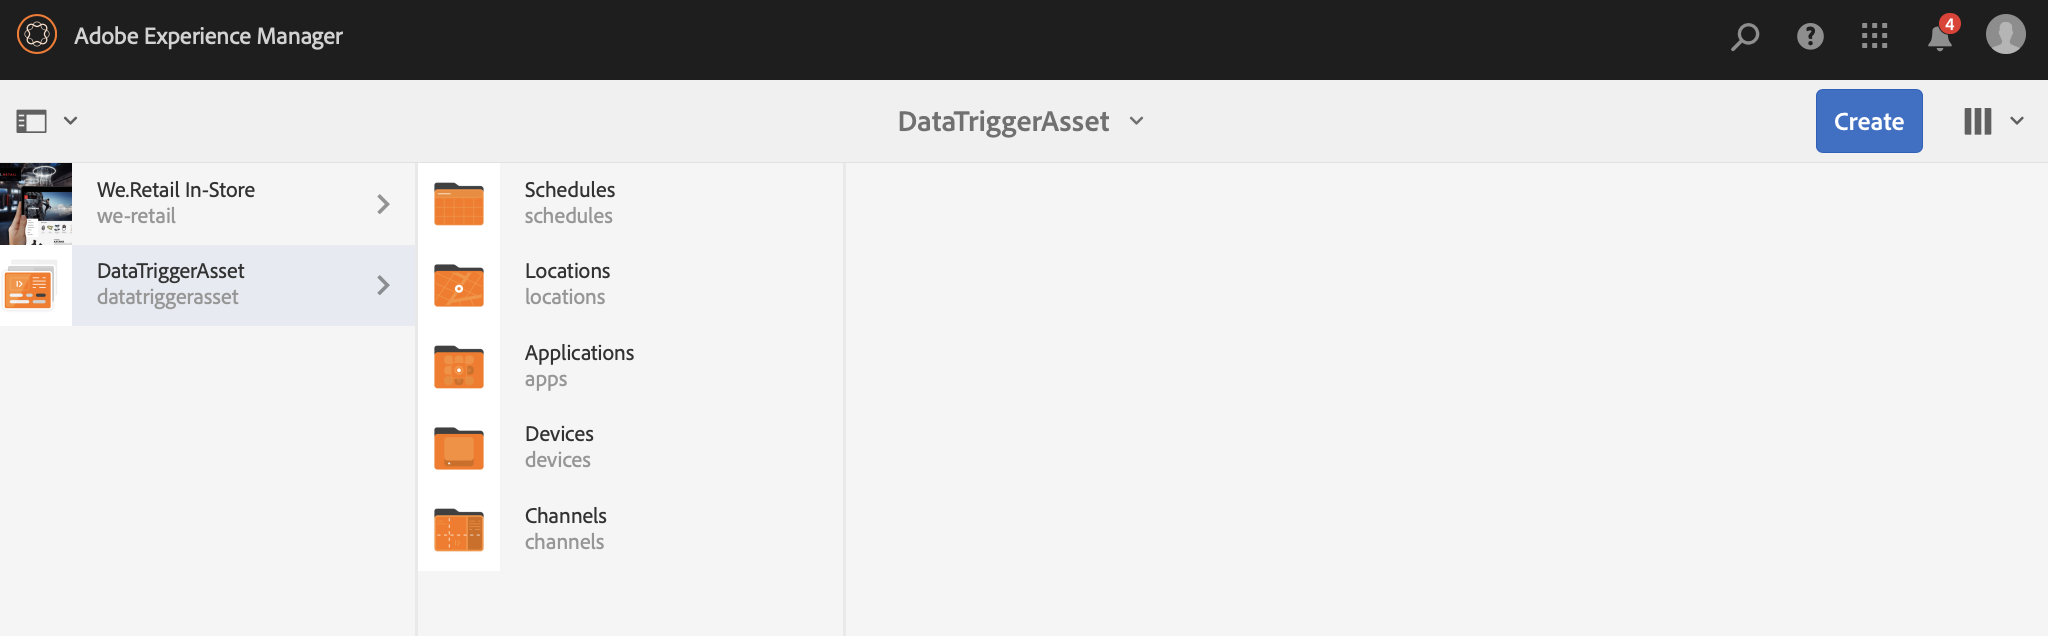 Adobe Experience Manager
4
DataTriggerAsset
Create
We.Retail In-Store
we-retail
DataTriggerAsset
datatriggerasset
Schedules
schedules
Locations
locations
Applications
apps
Devices
devices
Channels
channels